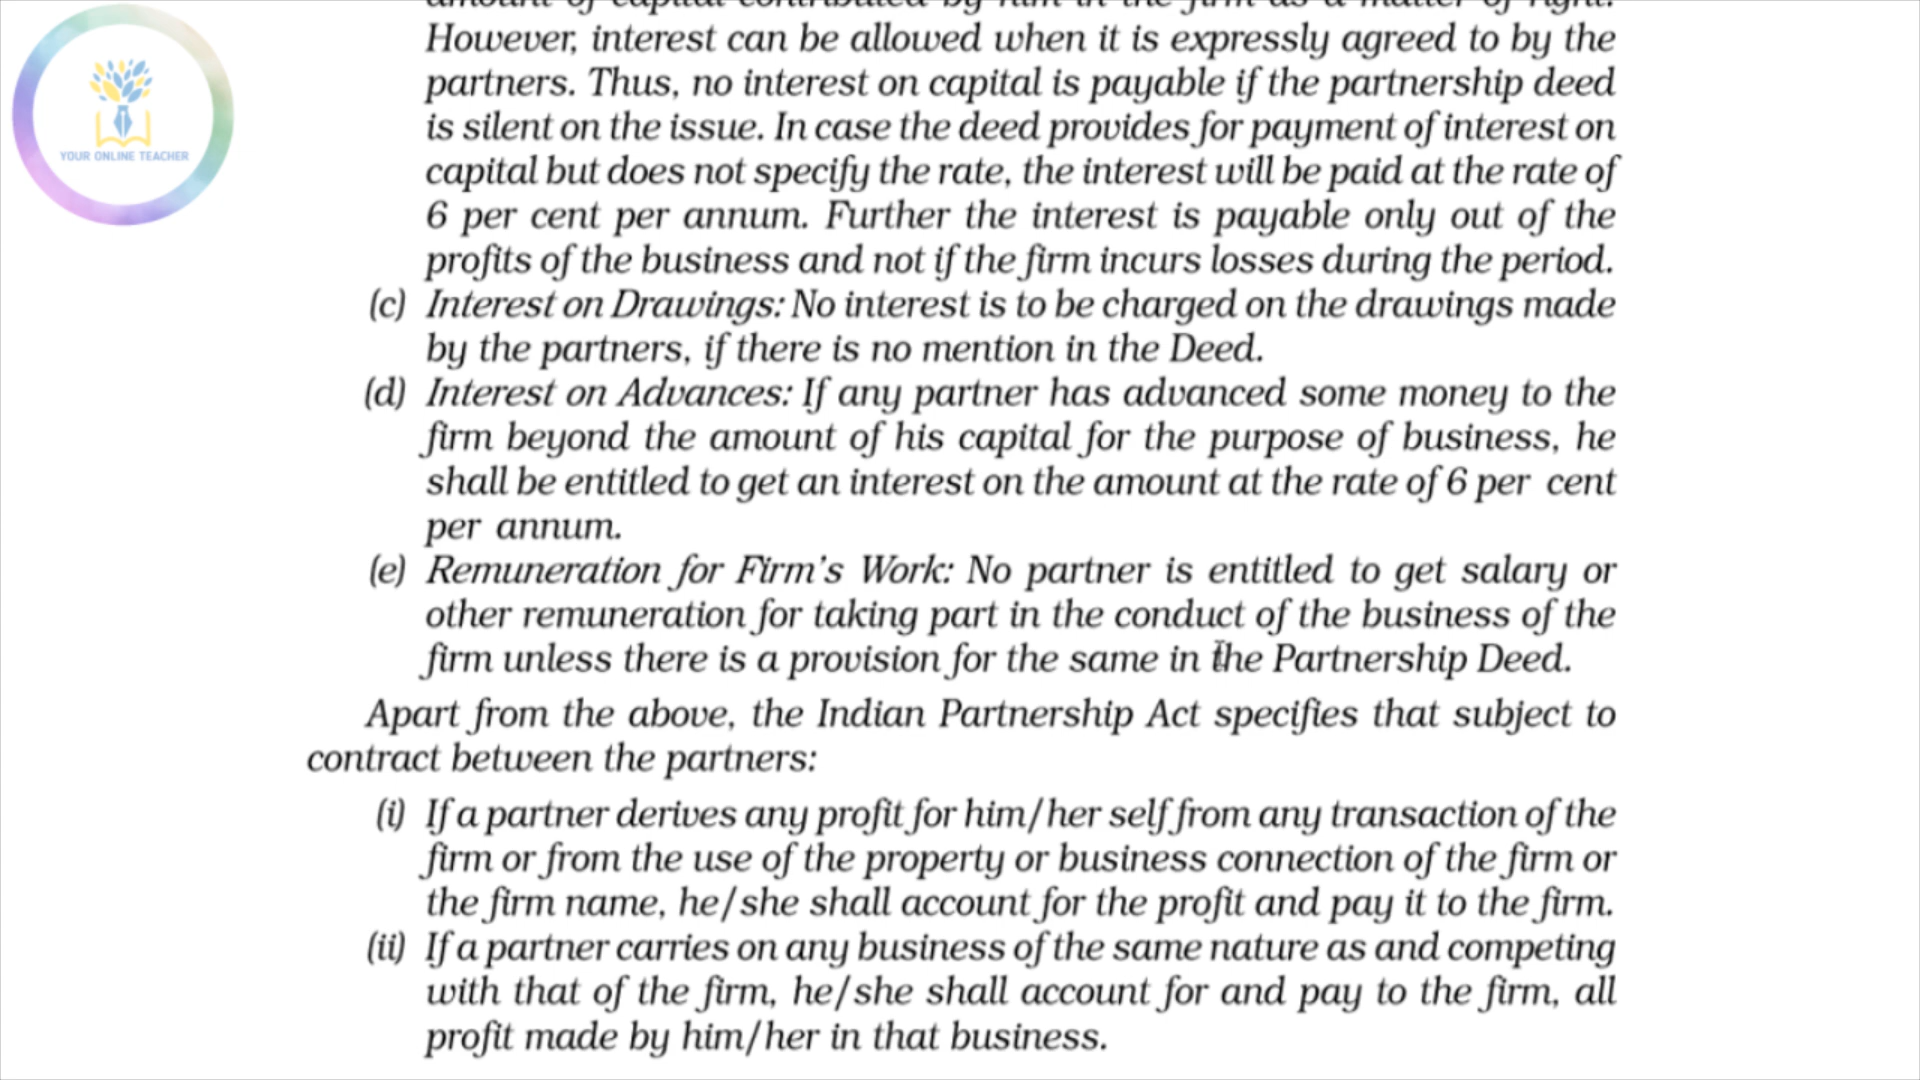 YOUR ONLINE TEACHER
amount of capital contributed by him in the firm as a matter of right.
However, interest can be allowed when it is expressly agreed to by the
partners. Thus, no interest on capital is payable if the partnership deed
is silent on the issue. In case the deed provides for payment of interest on
capital but does not specify the rate, the interest will be paid at the rate of
6 per cent per annum. Further the interest is payable only out of the
profits of the business and not if the firm incurs losses during the period.
(c) Interest on Drawings: No interest is to be charged on the drawings made
by the partners, if there is no mention in the Deed.
(d) Interest on Advances: If any partner has advanced some money to the
firm beyond the amount of his capital for the purpose of business, he
shall be entitled to get an interest on the amount at the rate of 6 per cent
per annum.
(e) Remuneration for Firm's Work: No partner is entitled to get salary or
other remuneration for taking part in the conduct of the business of the
firm unless there is a provision for the same in the Partnership Deed.
Apart from the above, the Indian Partnership Act specifies that subject to
contract between the partners:
(i) If a partner derives any profit for him/her self from any transaction of the
firm or from the use of the property or business connection of the firm or
the firm name, he/she shall account for the profit and pay it to the firm.
(ii) If a partner carries on any business of the same nature as and competing
with that of the firm, he/she shall account for and pay to the firm, all
profit made by him/her in that business.